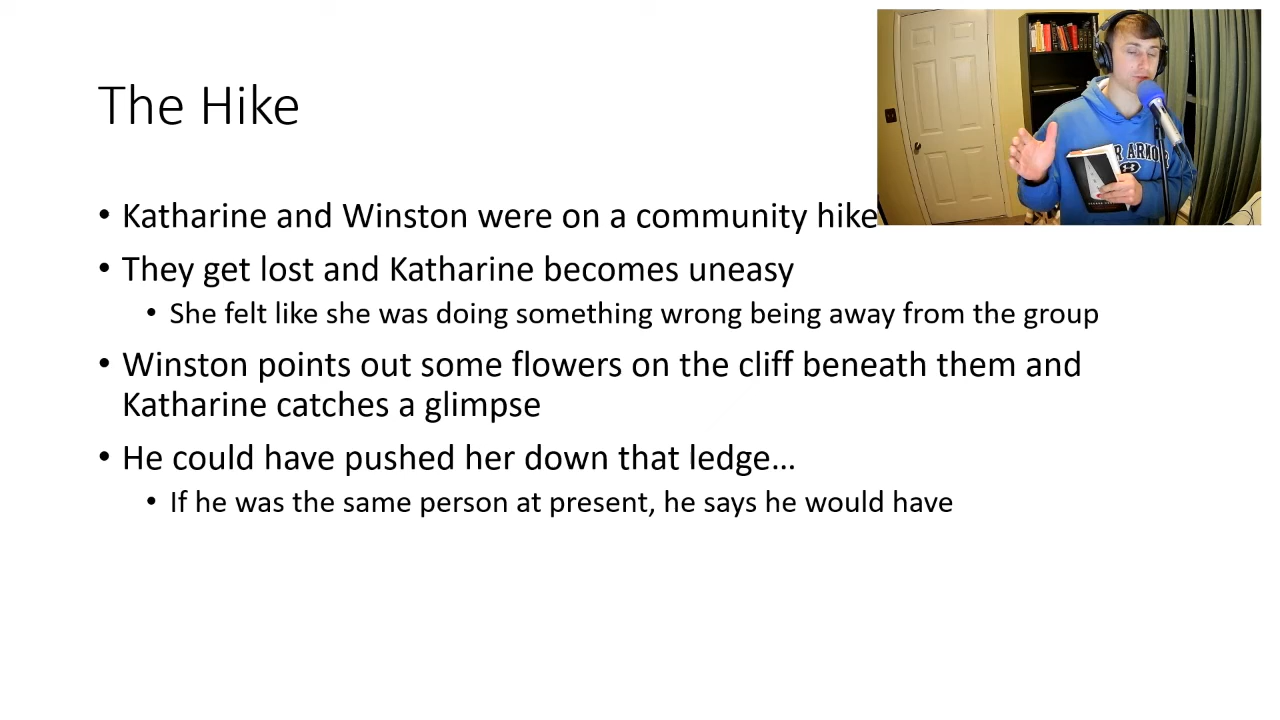 The Hike
• Katharine and Winston were on a community hike
• They get lost and Katharine becomes uneasy
• She felt like she was doing something wrong being away from the group
• Winston points out some flowers on the cliff beneath them and
Katharine catches a glimpse
• He could have pushed her down that ledge…
• If he was the same person at present, he says he would have